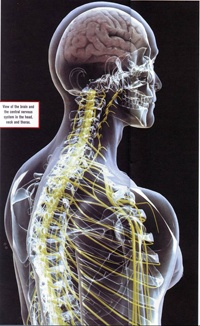 View of the brain and
the central nervous
system in the head,
neck and thorax.